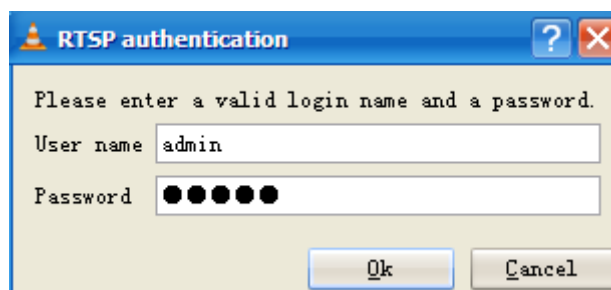 RTSP authentication
Please enter a valid login name and a password.
User name admin
Password ●●●●●
Ok Cancel